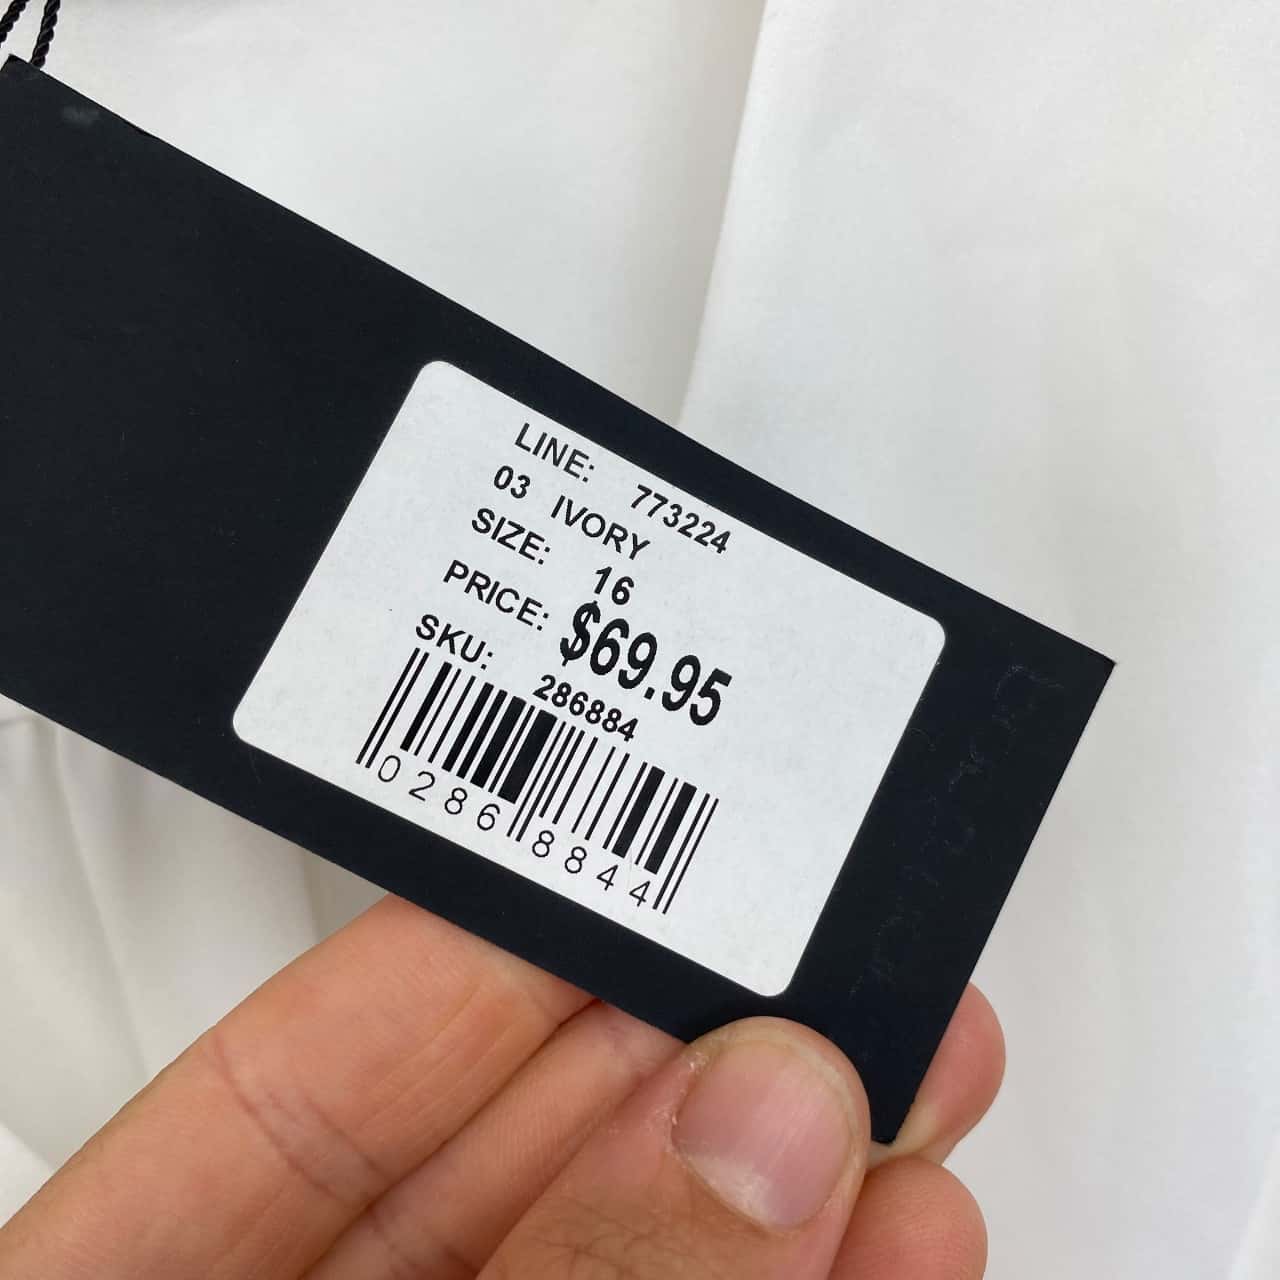 LINE: 773224
03 IVORY
SIZE: 16
PRICE: $69.95
SKU: 286884
0286 8844